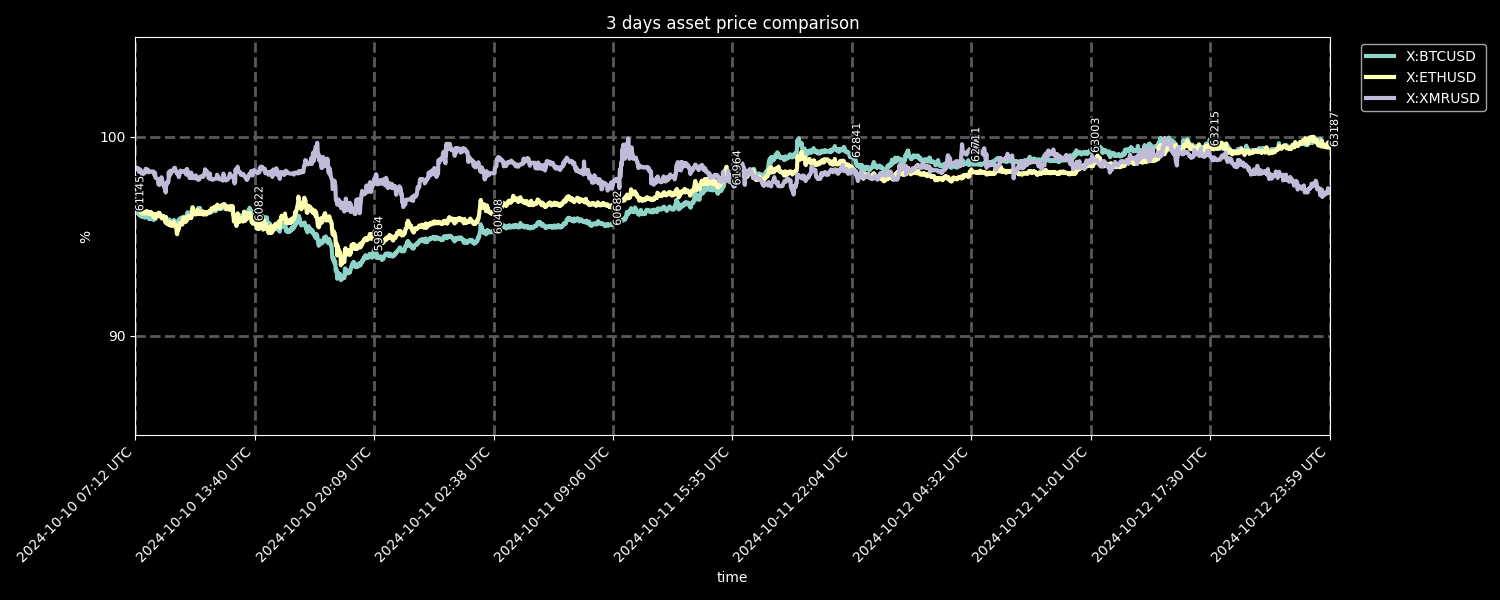 3 days asset price comparison
X:BTCUSD
X:ETHUSD
X:XMRUSD
100
90
%
61145
60822
59864
60408
60682
61964
62841
62711
63003
63215
63187
2024-10-10 07:12 UTC
2024-10-10 13:40 UTC
2024-10-10 20:09 UTC
2024-10-11 02:38 UTC
2024-10-11 09:06 UTC
2024-10-11 15:35 UTC
2024-10-11 22:04 UTC
2024-10-12 04:32 UTC
2024-10-12 11:01 UTC
2024-10-12 17:30 UTC
2024-10-12 23:59 UTC
time